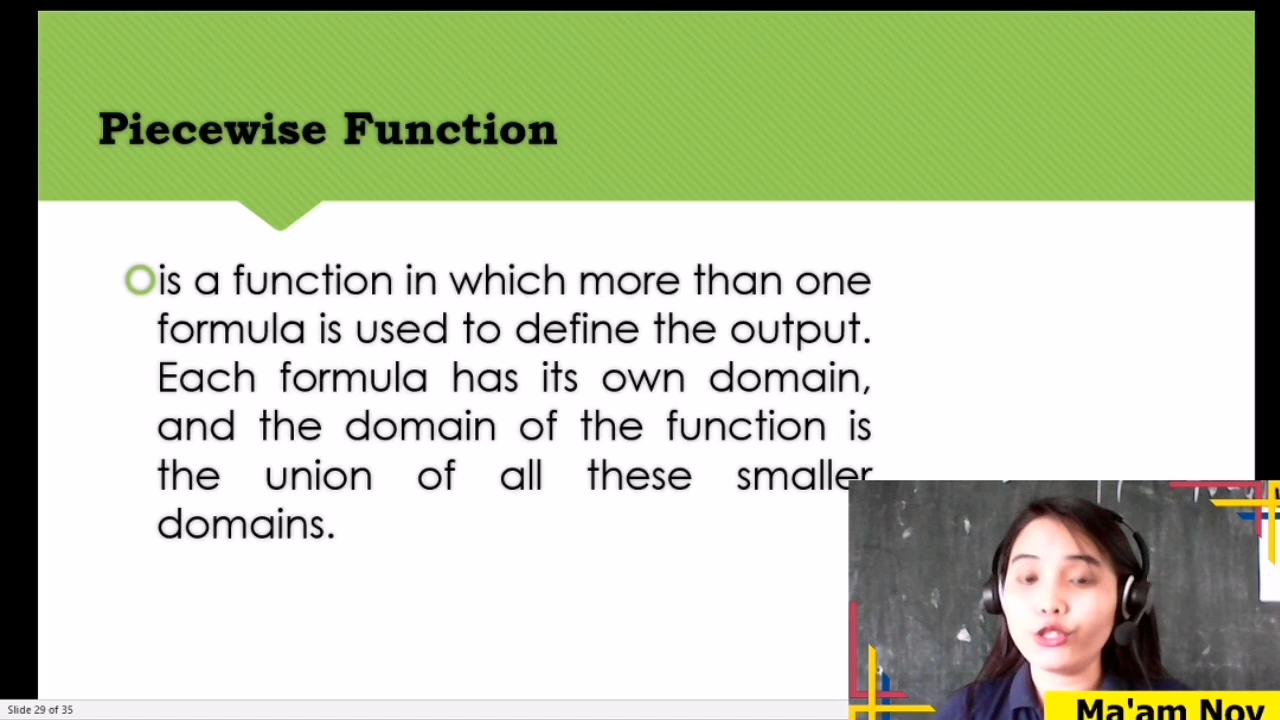 Piecewise Function
is a function in which more than one
formula is used to define the output.
Each formula has its own domain,
and the domain of the function is
the union of all these smaller
domains.
Slide 29 of 35
Ma'am Nov